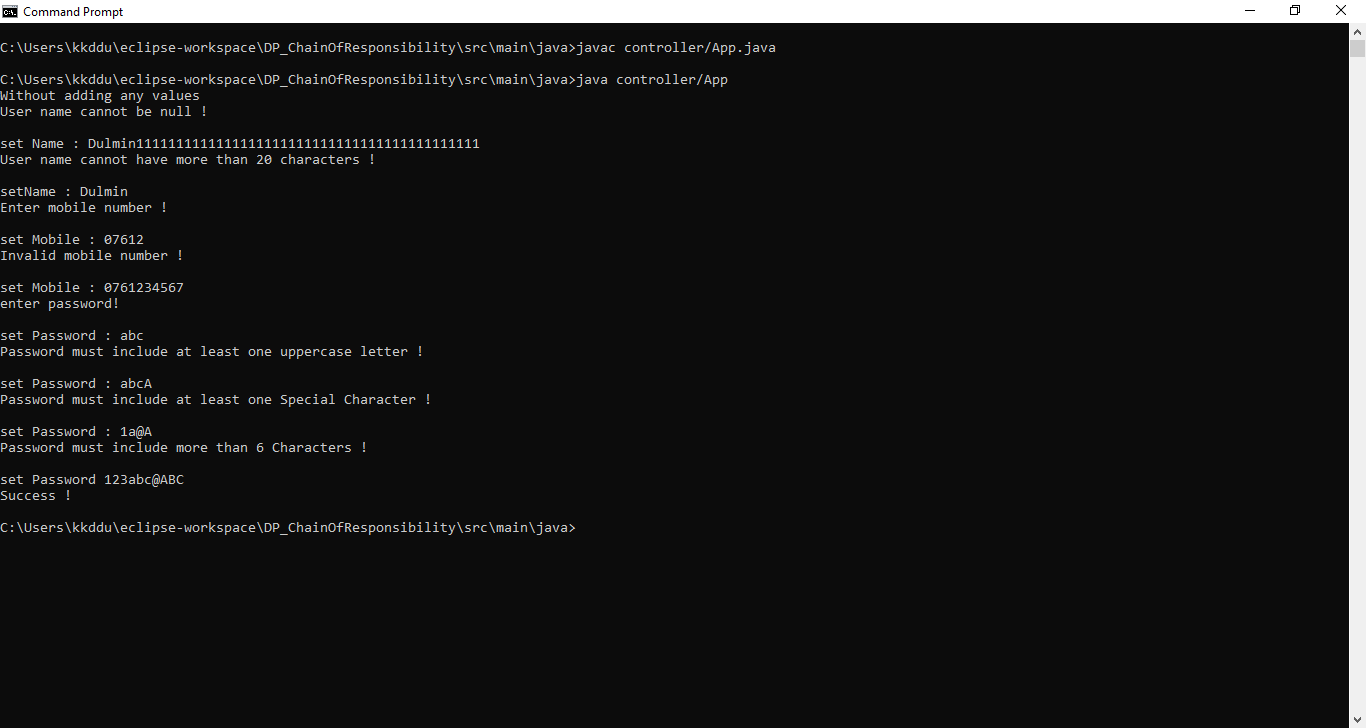 Command Prompt
C:\Users\kkddu\eclipse-workspace\DP_ChainOfResponsibility\src\main\java>javac controller/App.java
C:\Users\kkddu\eclipse-workspace\DP_ChainOfResponsibility\src\main\java>java controller/App
Without adding any values
User name cannot be null !
set Name : Dulmin1111111111111111111111111111111111111111111
User name cannot have more than 20 characters !
setName : Dulmin
Enter mobile number !
set Mobile : 07612
Invalid mobile number !
set Mobile : 0761234567
enter password!
set Password : abc
Password must include at least one uppercase letter !
set Password : abcA
Password must include at least one Special Character !
set Password : 1a@A
Password must include more than 6 Characters !
set Password 123abc@ABC
Success !
C:\Users\kkddu\eclipse-workspace\DP_ChainOfResponsibility\src\main\java>